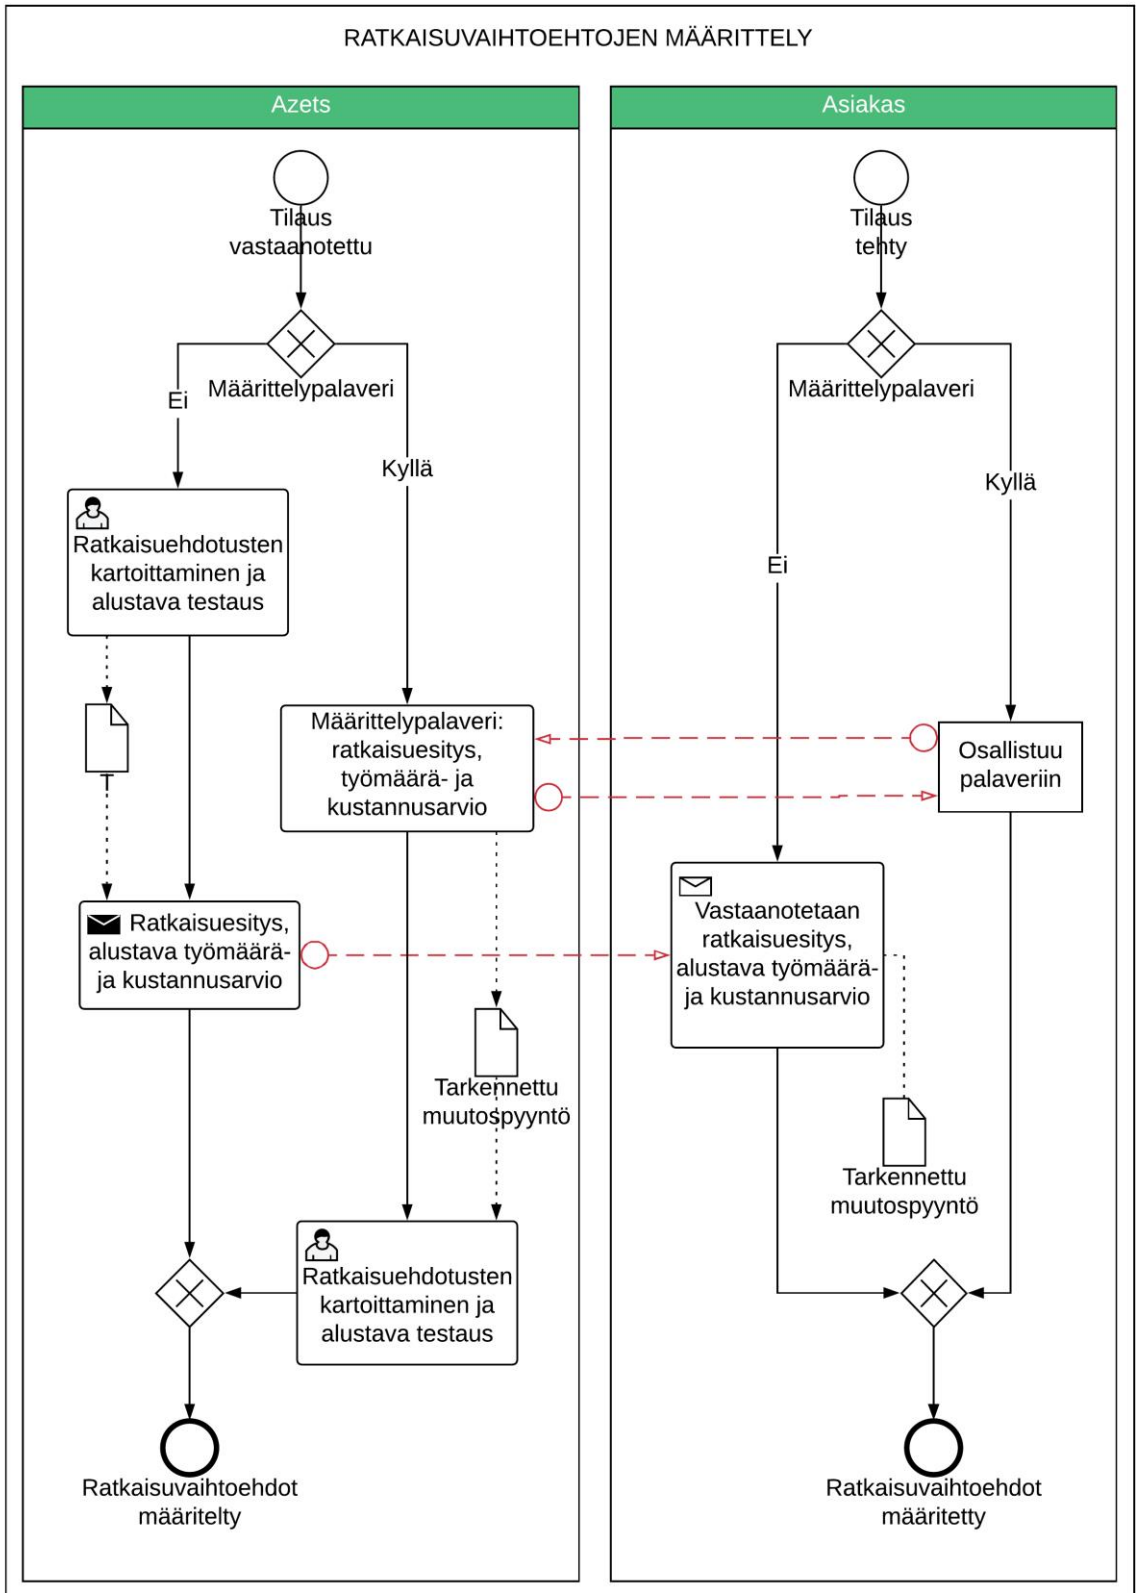 RATKAISUVAIHTOEHTOJEN MÄÄRITTELY
Azets
Tilaus
vastaanotettu
Määrittelypalaveri
Ei
Kyllä
Ratkaisuehdotusten
kartoittaminen ja
alustava testaus
Määrittelypalaveri:
ratkaisuesitys,
työmäärä- ja
kustannusarvio
T
Ratkaisuesitys,
alustava työmäärä-
ja kustannusarvio
Tarkennettu
muutospyyntö
Ratkaisuehdotusten
kartoittaminen ja
alustava testaus
Ratkaisuvaihtoehdot
määritelty
Asiakas
Tilaus
tehty
Määrittelypalaveri
Kyllä
Ei
Osallistuu
palaveriin
Vastaanotetaan
ratkaisuesitys,
alustava työmäärä-
ja kustannusarvio
Tarkennettu
muutospyyntö
Ratkaisuvaihtoehdot
määritetty